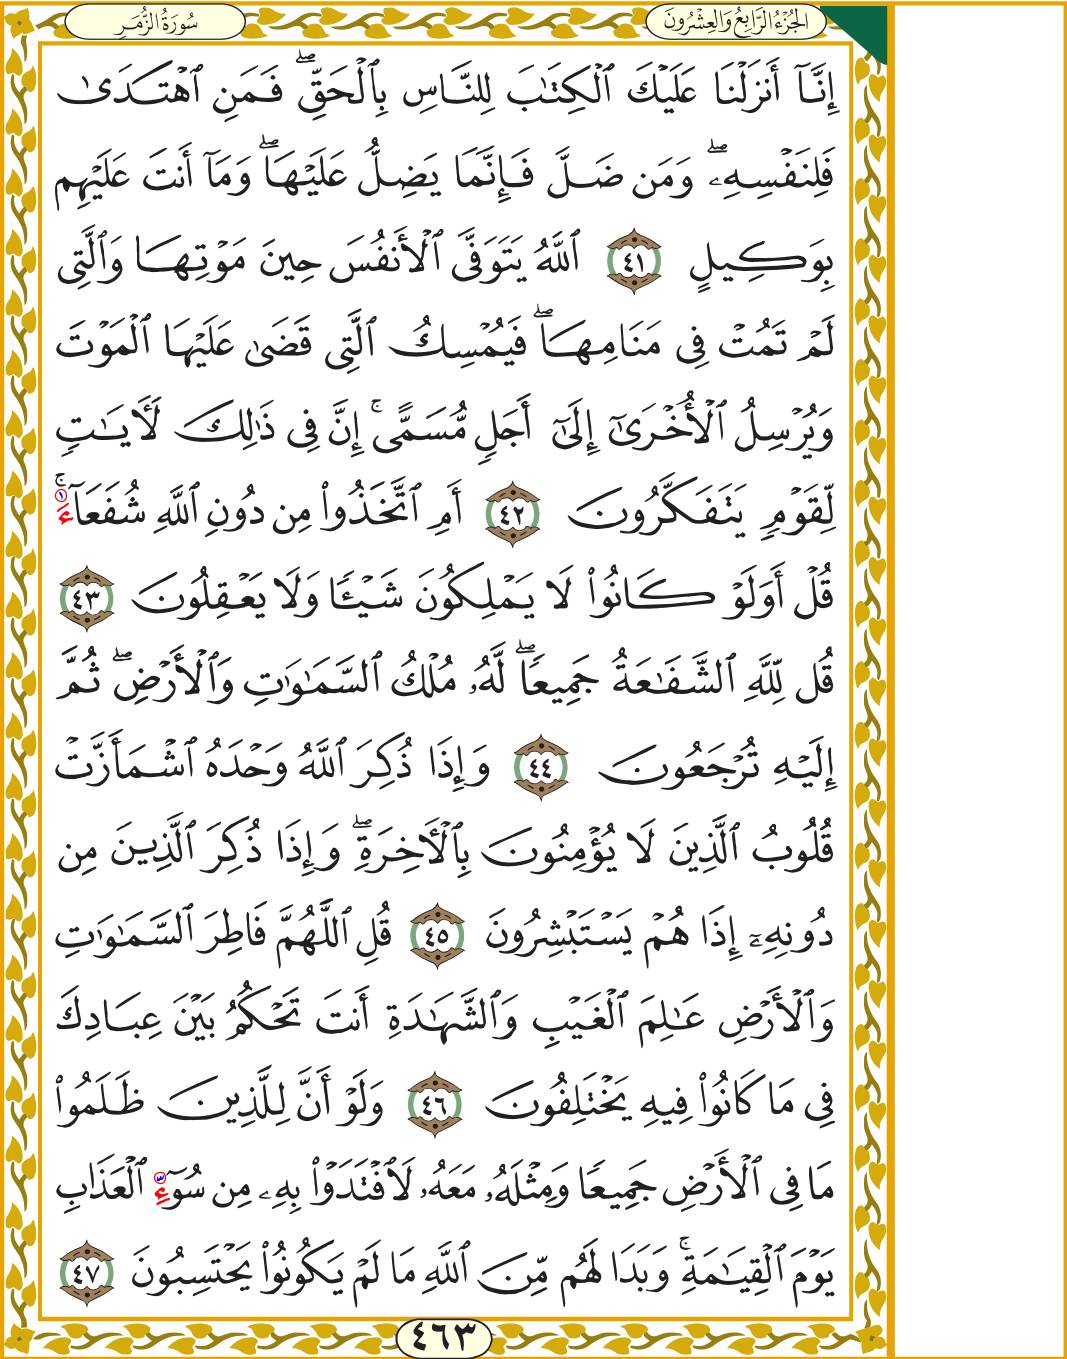 الجُزْءُ الرَّابِعُ وَالعِشْرُونَ
سُورَةُ الزُّمَرِ
إِنَّآ أَنزَلْنَا عَلَيْكَ ٱلْكِتَٰبَ لِلنَّاسِ بِٱلْحَقِّۖ فَمَنِ ٱهْتَدَىٰ
فَلِنَفْسِهِۦۖ وَمَن ضَلَّ فَإِنَّمَا يَضِلُّ عَلَيْهَاۖ وَمَآ أَنتَ عَلَيْهِم
بِوَكِيلٍ ٤١ ٱللَّهُ يَتَوَفَّى ٱلْأَنفُسَ حِينَ مَوْتِهَا وَٱلَّتِى
لَمْ تَمُتْ فِى مَنَامِهَاۖ فَيُمْسِكُ ٱلَّتِى قَضَىٰ عَلَيْهَا ٱلْمَوْتَ
وَيُرْسِلُ ٱلْأُخْرَىٰٓ إِلَىٰٓ أَجَلٍ مُّسَمًّىۚ إِنَّ فِى ذَٰلِكَ لَأٓيَٰتٍ
لِّقَوْمٍ يَتَفَكَّرُونَ ٤٢ أَمِ ٱتَّخَذُوا۟ مِن دُونِ ٱللَّهِ شُفَعَآءَۚ ١
قُلْ أَوَلَوْ كَانُوا۟ لَا يَمْلِكُونَ شَيْـًٔا وَلَا يَعْقِلُونَ ٤٣
قُل لِّلَّهِ ٱلشَّفَٰعَةُ جَمِيعًاۖ لَّهُۥ مُلْكُ ٱلسَّمَٰوَٰتِ وَٱلْأَرْضِۖ ثُمَّ
إِلَيْهِ تُرْجَعُونَ ٤٤ وَإِذَا ذُكِرَ ٱللَّهُ وَحْدَهُ ٱشْمَأَزَّتْ
قُلُوبُ ٱلَّذِينَ لَا يُؤْمِنُونَ بِٱلْأٓخِرَةِۖ وَإِذَا ذُكِرَ ٱلَّذِينَ مِن
دُونِهِۦٓ إِذَا هُمْ يَسْتَبْشِرُونَ ٤٥ قُلِ ٱللَّهُمَّ فَاطِرَ ٱلسَّمَٰوَٰتِ
وَٱلْأَرْضِ عَٰلِمَ ٱلْغَيْبِ وَٱلشَّهَٰدَةِ أَنتَ تَحْكُمُ بَيْنَ عِبَادِكَ
فِى مَا كَانُوا۟ فِيهِ يَخْتَلِفُونَ ٤٦ وَلَوْ أَنَّ لِلَّذِينَ ظَلَمُوا۟
مَا فِى ٱلْأَرْضِ جَمِيعًا وَمِثْلَهُۥ مَعَهُۥ لَٱفْتَدَوْا۟ بِهِۦ مِن سُوٓءِ ٣ ٱلْعَذَابِ
يَوْمَ ٱلْقِيَٰمَةِۚ وَبَدَا لَهُم مِّنَ ٱللَّهِ مَا لَمْ يَكُونُوا۟ يَحْتَسِبُونَ ٤٧
٤٦٣